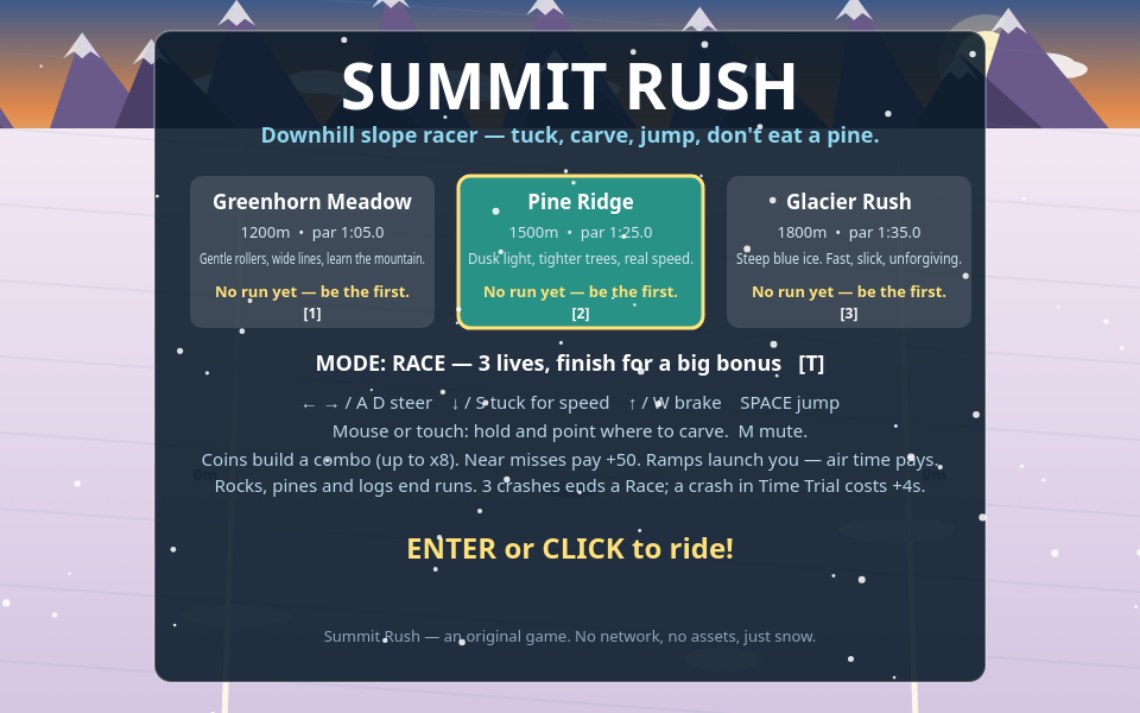 SUMMIT RUSH
Downhill slope racer — tuck, carve, jump, don't eat a pine.
Greenhorn Meadow
1200m • par 1:05.0
Gentle rollers, wide lines, learn the mountain.
No run yet — be the first.
[1]
Pine Ridge
1500m • par 1:25.0
Dusk light, tighter trees, real speed.
No run yet — be the first.
[2]
Glacier Rush
1800m • par 1:35.0
Steep blue ice. Fast, slick, unforgiving.
No run yet — be the first.
[3]
MODE: RACE — 3 lives, finish for a big bonus [T]
← → / A D steer ↓ / S tuck for speed ↑ / W brake SPACE jump
Mouse or touch: hold and point where to carve. M mute.
Coins build a combo (up to x8). Near misses pay +50. Ramps launch you — air time pays.
Rocks, pines and logs end runs. 3 crashes ends a Race; a crash in Time Trial costs +4s.
ENTER or CLICK to ride!
Summit Rush — an original game. No network, no assets, just snow.